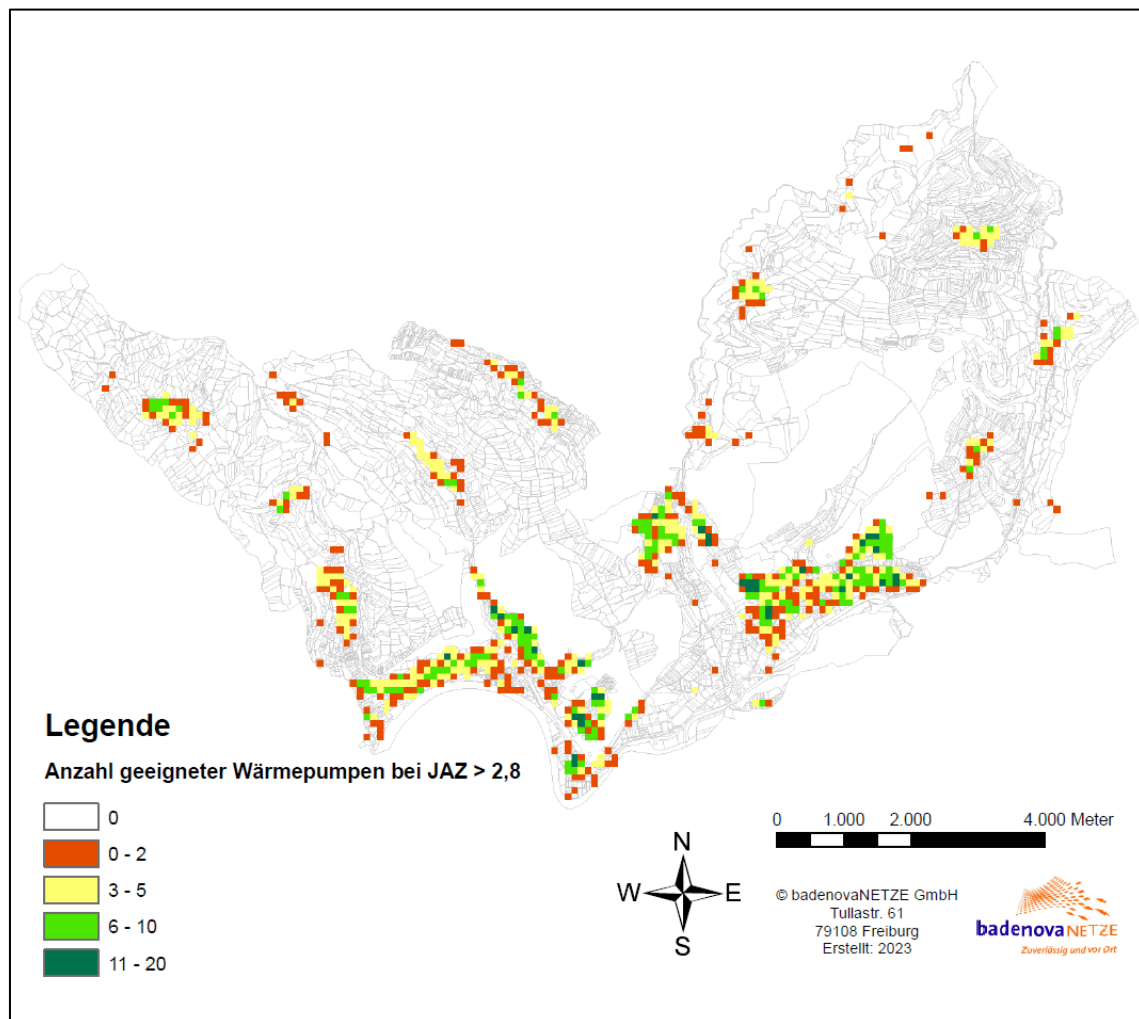 Legende
Anzahl geeigneter Wärmepumpen bei JAZ > 2,8
0
0 - 2
3 - 5
6 - 10
11 - 20
N
W E
S
0 1.000 2.000 4.000 Meter
© badenovaNETZE GmbH
Tullastr. 61
79108 Freiburg
Erstellt: 2023
badenovaNETZE
Zuverlässig und vor Ort